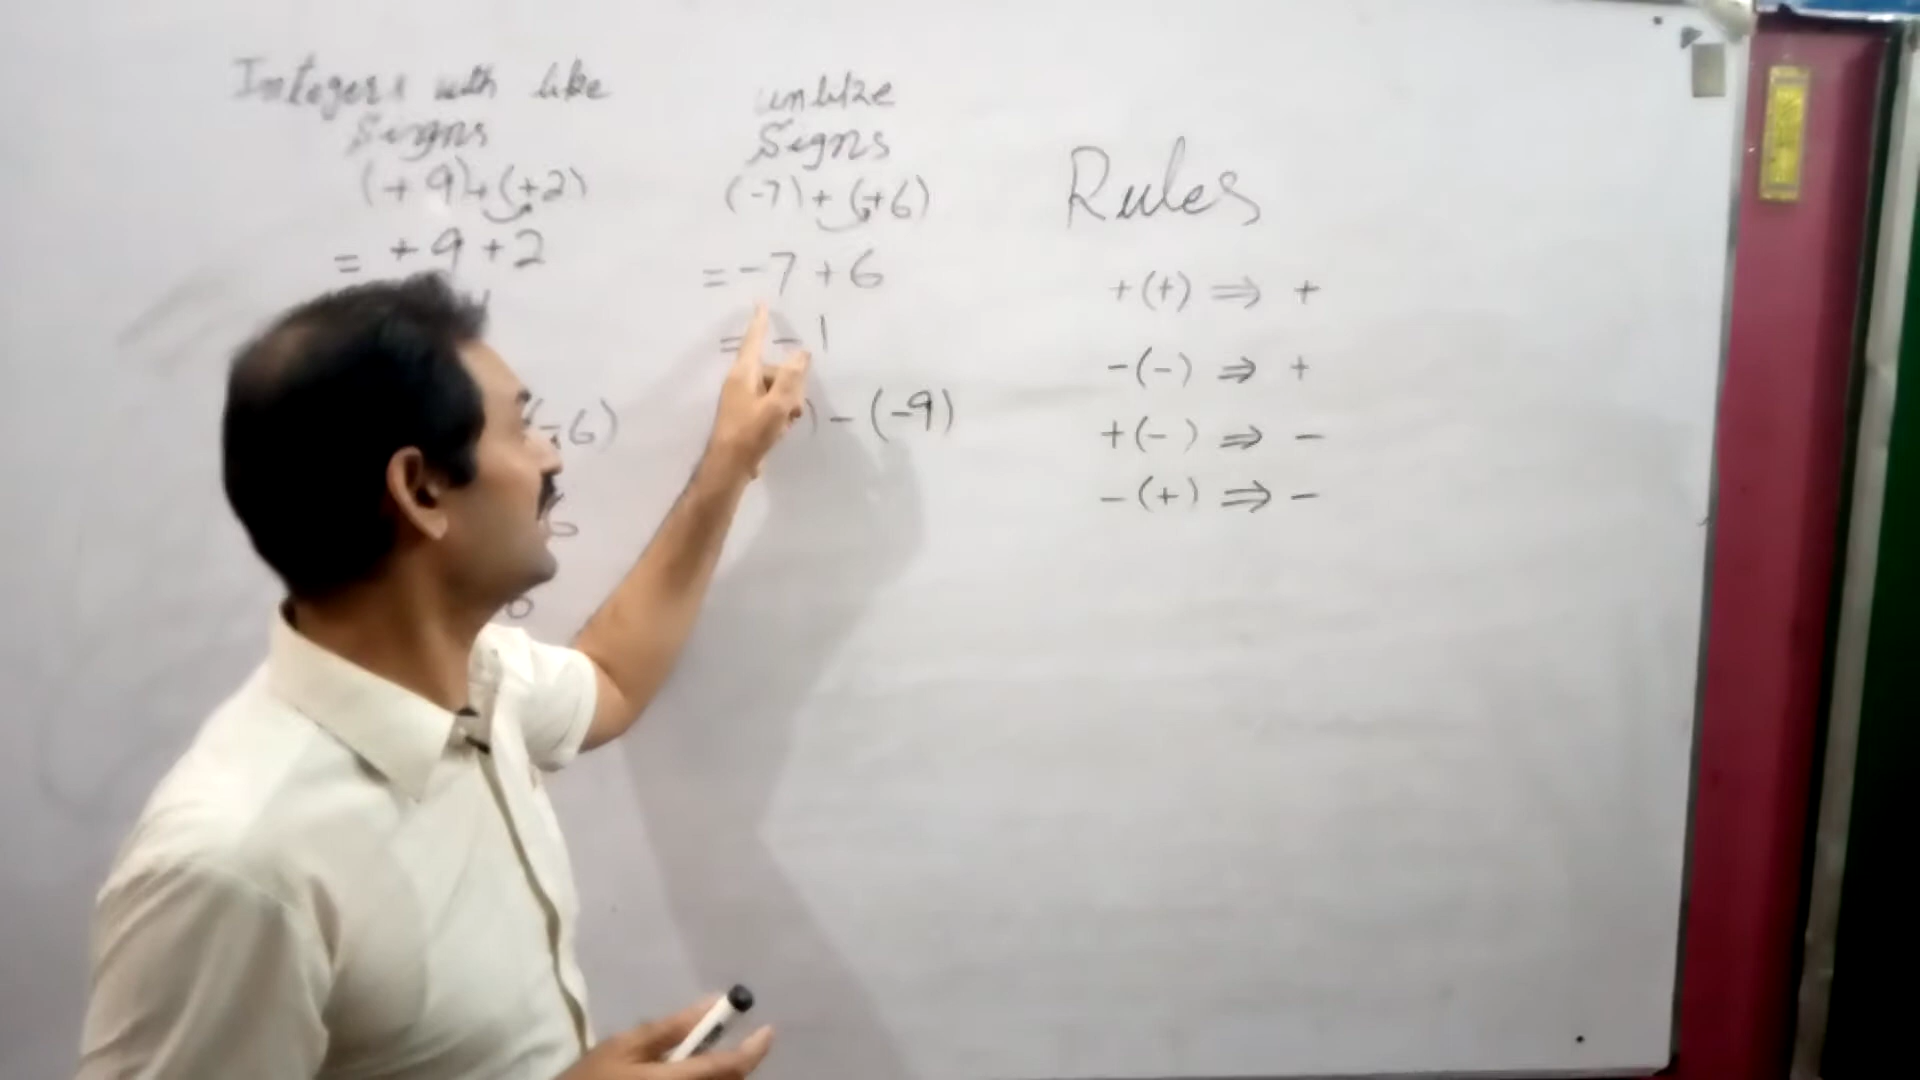 Integers with like
Signs
(+9)+(+2)
= +9+2
(-6)
unlike
Signs
(-7)+(+6)
=-7+6
=-1
)-(-9)
Rules
+(+) ⇒ +
-(-) ⇒ +
+(-) ⇒ -
-(+) ⇒ -